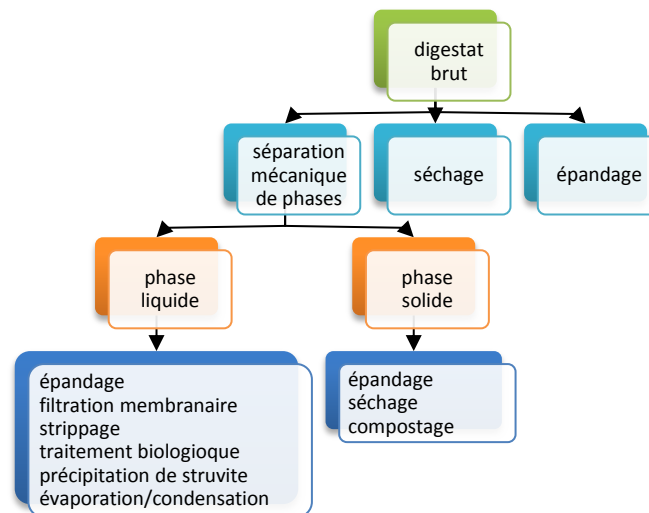 digestat
brut
séparation
mécanique
de phases
séchage
épandage
phase
liquide
phase
solide
épandage
filtration membranaire
strippage
traitement biologioque
précipitation de struvite
évaporation/condensation
épandage
séchage
compostage